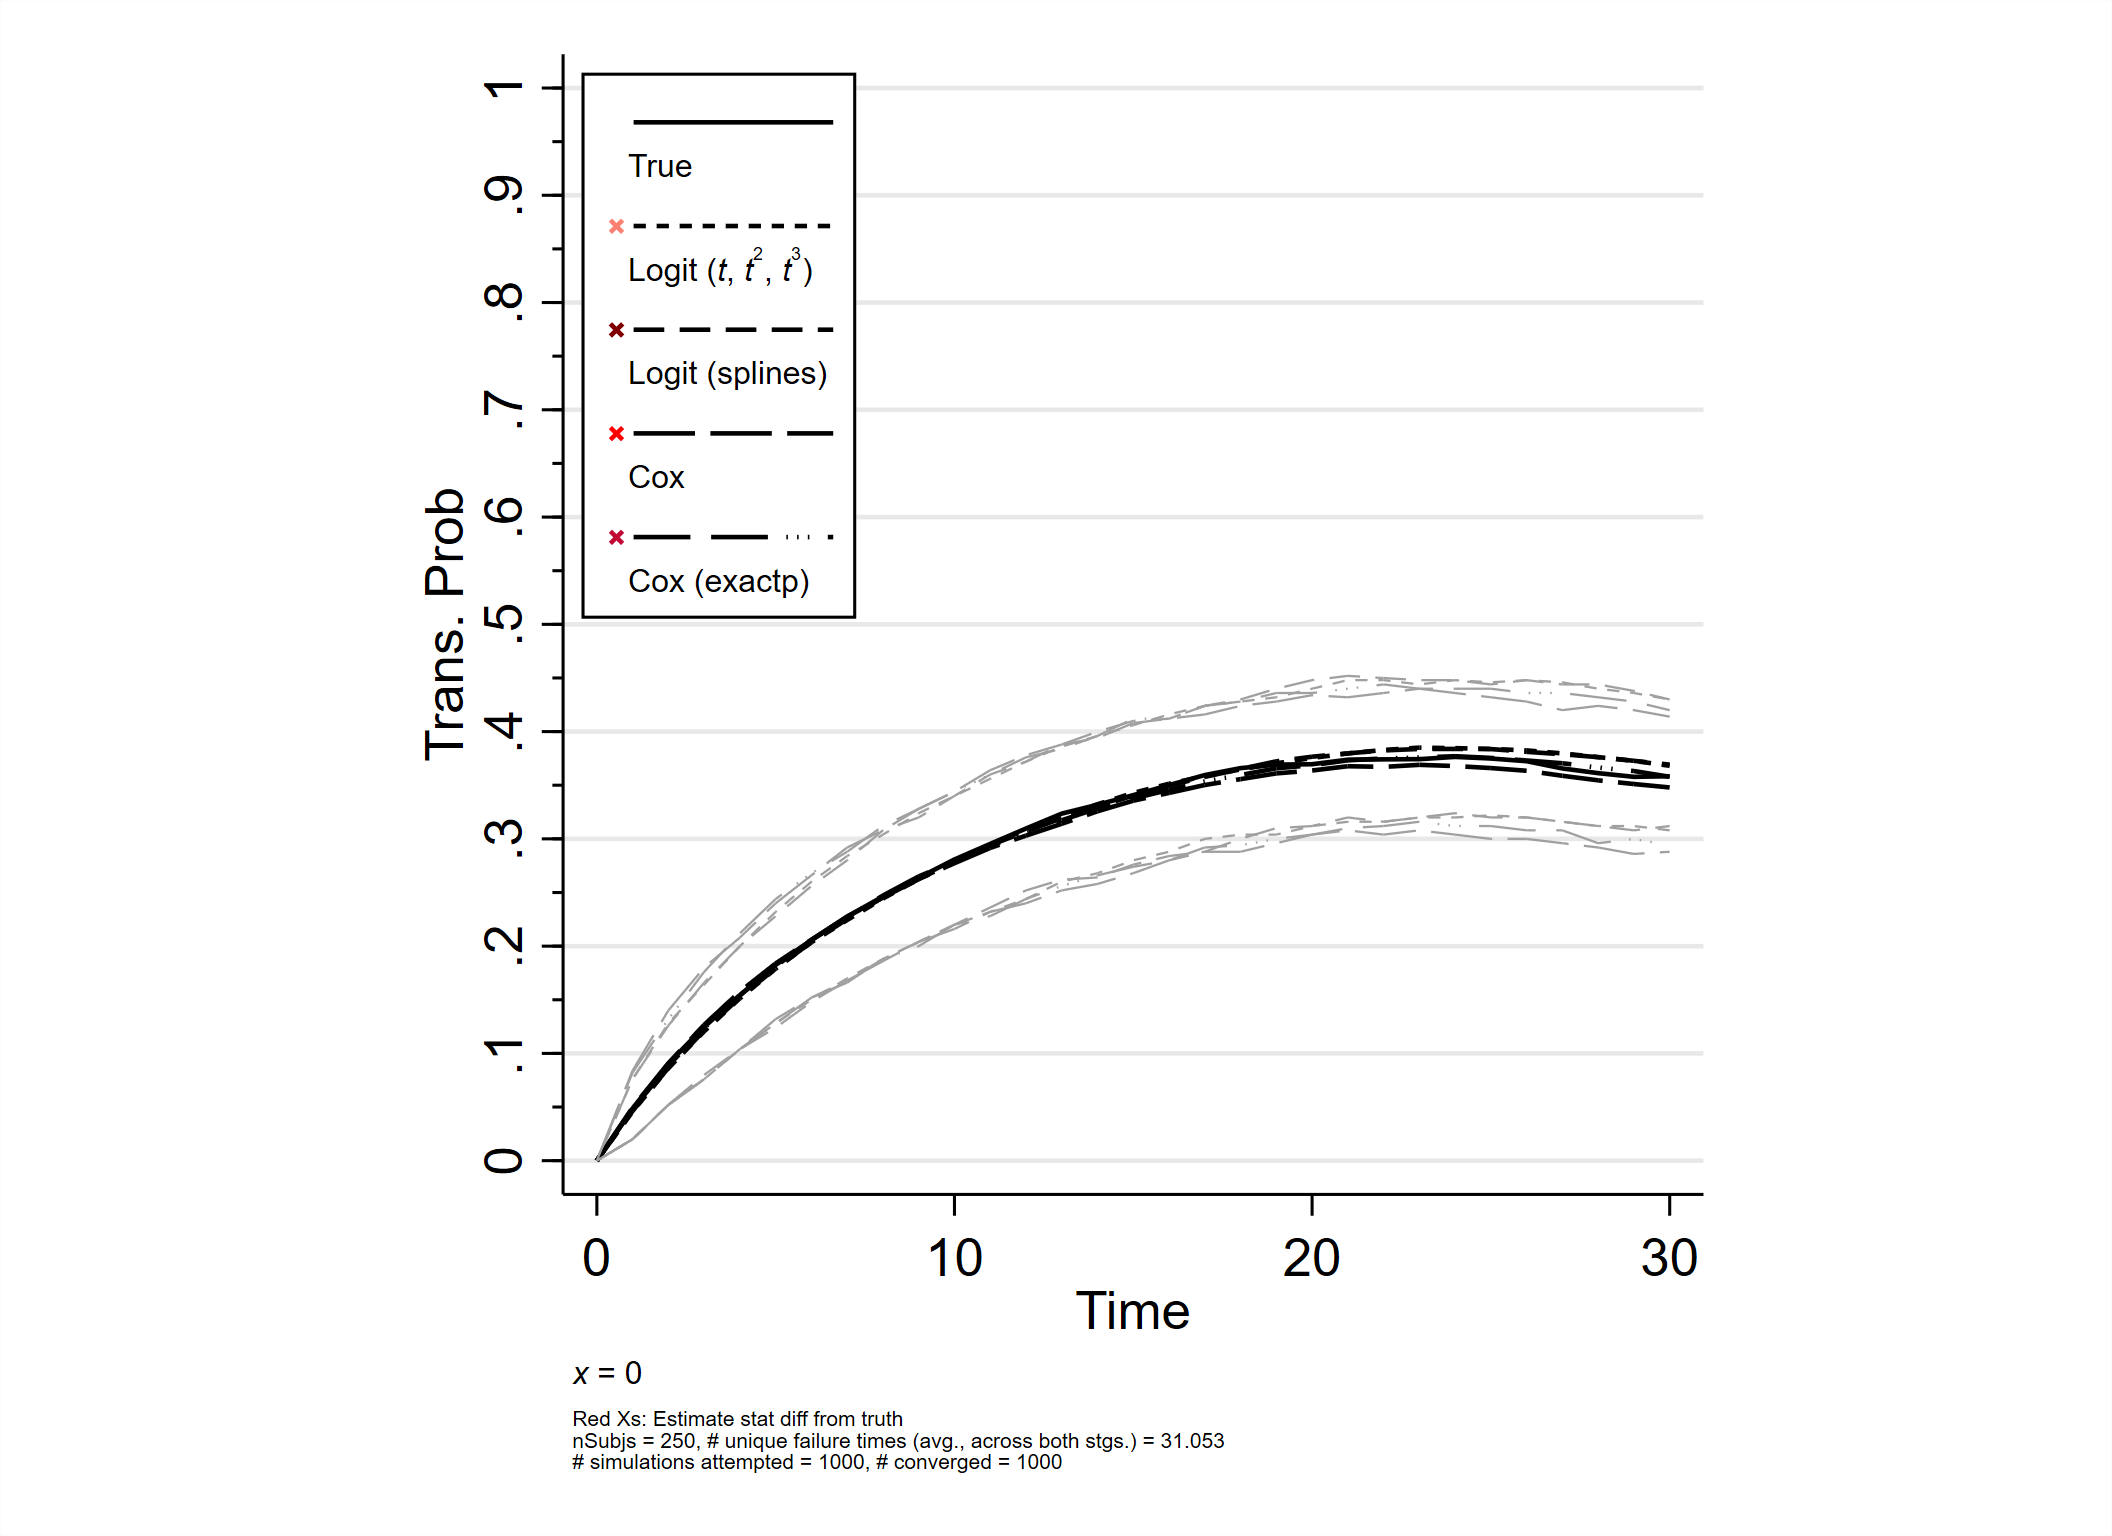 True
Logit (t, t², t³)
Logit (splines)
Cox
Cox (exactp)
Trans. Prob
1
.9
.8
.7
.6
.5
.4
.3
.2
.1
0
0 10 20 30
Time
x = 0
Red Xs: Estimate stat diff from truth
nSubjs = 250, # unique failure times (avg., across both stgs.) = 31.053
# simulations attempted = 1000, # converged = 1000